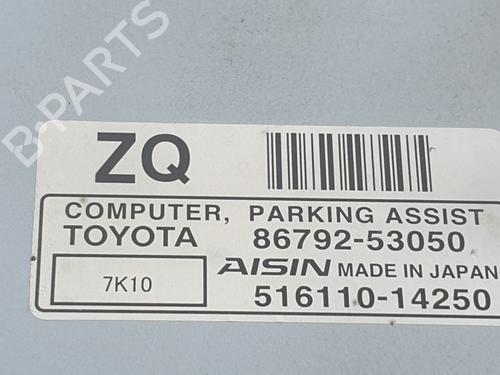 B-PARTS
ZQ
COMPUTER, PARKING ASSIST
TOYOTA 86792-53050
7K10 AISIN MADE IN JAPAN
516110-14250